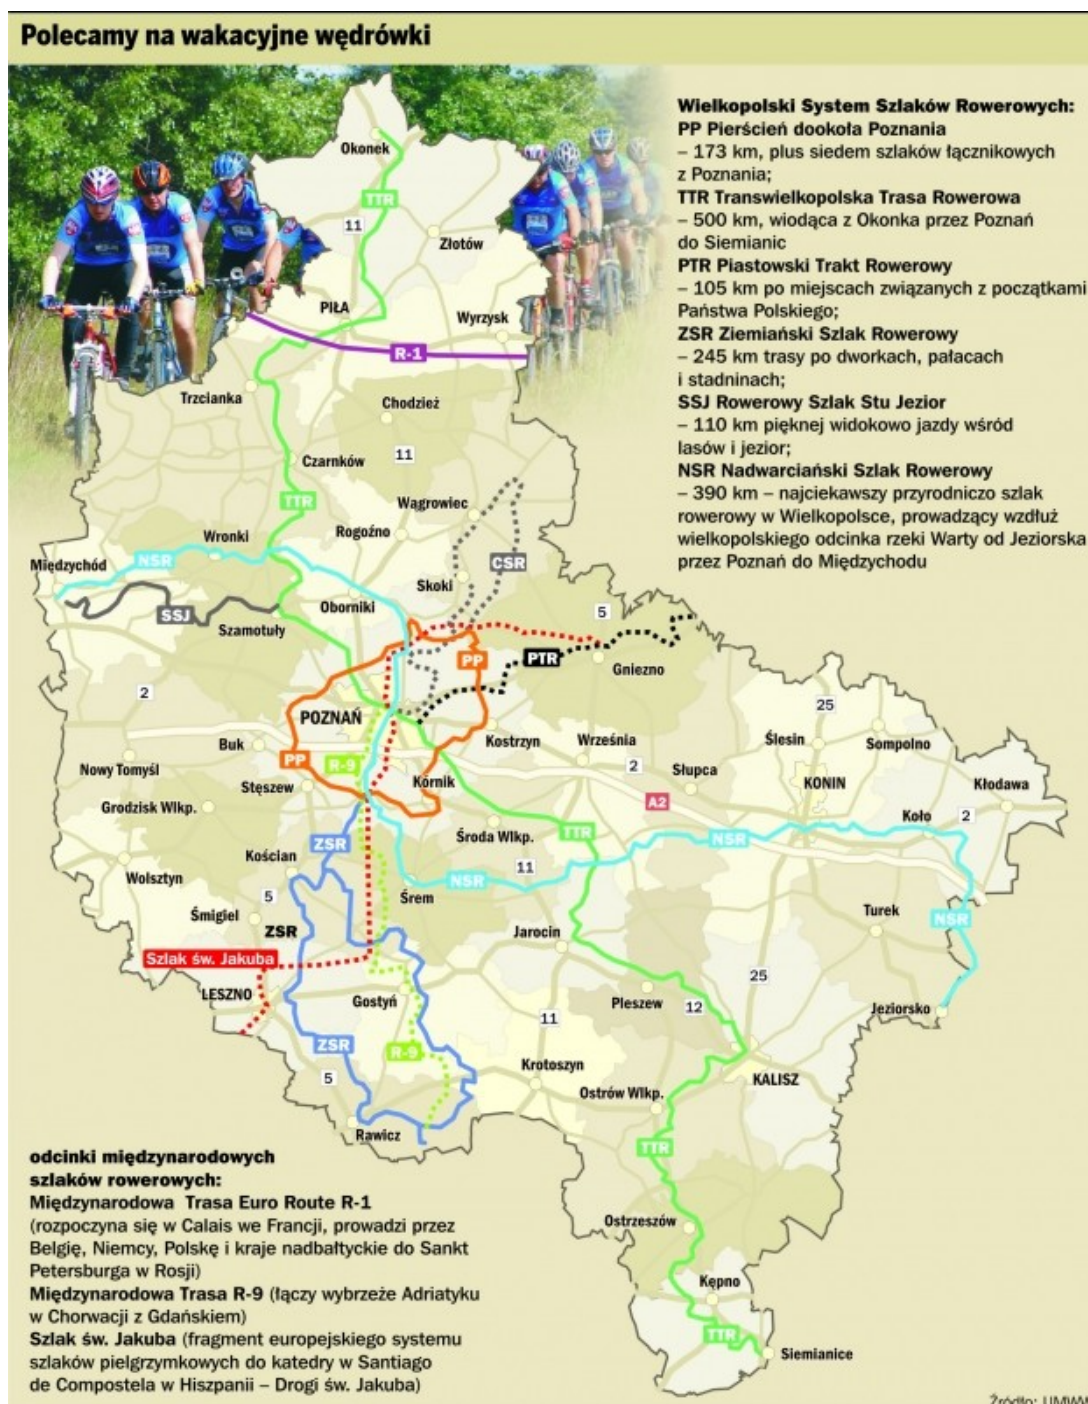 Polecamy na wakacyjne wędrówki
Wielkopolski System Szlaków Rowerowych:
PP Pierścień dookoła Poznania
– 173 km, plus siedem szlaków łącznikowych
z Poznania;
TTR Transwielkopolska Trasa Rowerowa
– 500 km, wiodąca z Okonka przez Poznań
do Siemianic
PTR Piastowski Trakt Rowerowy
– 105 km po miejscach związanych z początkami
Państwa Polskiego;
ZSR Ziemiański Szlak Rowerowy
– 245 km trasy po dworkach, pałacach
i stadninach;
SSJ Rowerowy Szlak Stu Jezior
– 110 km pięknej widokowo jazdy wśród
lasów i jezior;
NSR Nadwarciański Szlak Rowerowy
– 390 km – najciekawszy przyrodniczo szlak
rowerowy w Wielkopolsce, prowadzący wzdłuż
wielkopolskiego odcinka rzeki Warty od Jeziorska
przez Poznań do Międzychodu
Okonek
TTR
11
Złotów
PIŁA
Wyrzysk
R-1
Trzcianka
Chodzież
Czarnków
11
TTR
Wągrowiec
Wronki
Rogoźno
Międzychód
NSR
CSR
Skoki
Oborniki
SSJ
Szamotuły
5
PP
PTR
Gniezno
2
25
POZNAŃ
Buk
Kostrzyn
Września
Ślesin
Sompolno
PP
R-9
2
Nowy Tomyśl
Stęszew
Kórnik
Słupca
KONIN
Kłodawa
Grodzisk Wlkp.
A2
Koło
2
ZSR
Środa Wlkp.
TTR
NSR
Kościan
11
Wolsztyn
NSR
5
Śrem
Śmigiel
Turek
NSR
ZSR
Jarocin
Szlak św. Jakuba
25
LESZNO
Gostyń
Pleszew
12
Jeziorsko
11
ZSR
R-9
Krotoszyn
KALISZ
5
Ostrów Wlkp.
Rawicz
TTR
Ostrzeszów
Kępno
TTR
Siemianice
odcinki międzynarodowych
szlaków rowerowych:
Międzynarodowa Trasa Euro Route R-1
(rozpoczyna się w Calais we Francji, prowadzi przez
Belgię, Niemcy, Polskę i kraje nadbałtyckie do Sankt
Petersburga w Rosji)
Międzynarodowa Trasa R-9 (łączy wybrzeże Adriatyku
w Chorwacji z Gdańskiem)
Szlak św. Jakuba (fragment europejskiego systemu
szlaków pielgrzymkowych do katedry w Santiago
de Compostela w Hiszpanii – Drogi św. Jakuba)
Źródło: